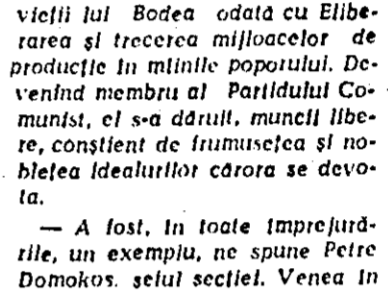 vieții lui Bodea odată cu Elibe-
rarea și trecerea mijloacelor de
producție în mîinile poporului. De-
venind membru al Partidului Co-
munist, el s-a dăruit, muncii libe-
re, conștient de frumusețea și no-
blețea idealurilor cărora se devo-
ta.
— A fost, în toate împrejură-
rile, un exemplu, ne spune Petre
Domokos, șeful secției. Venea în